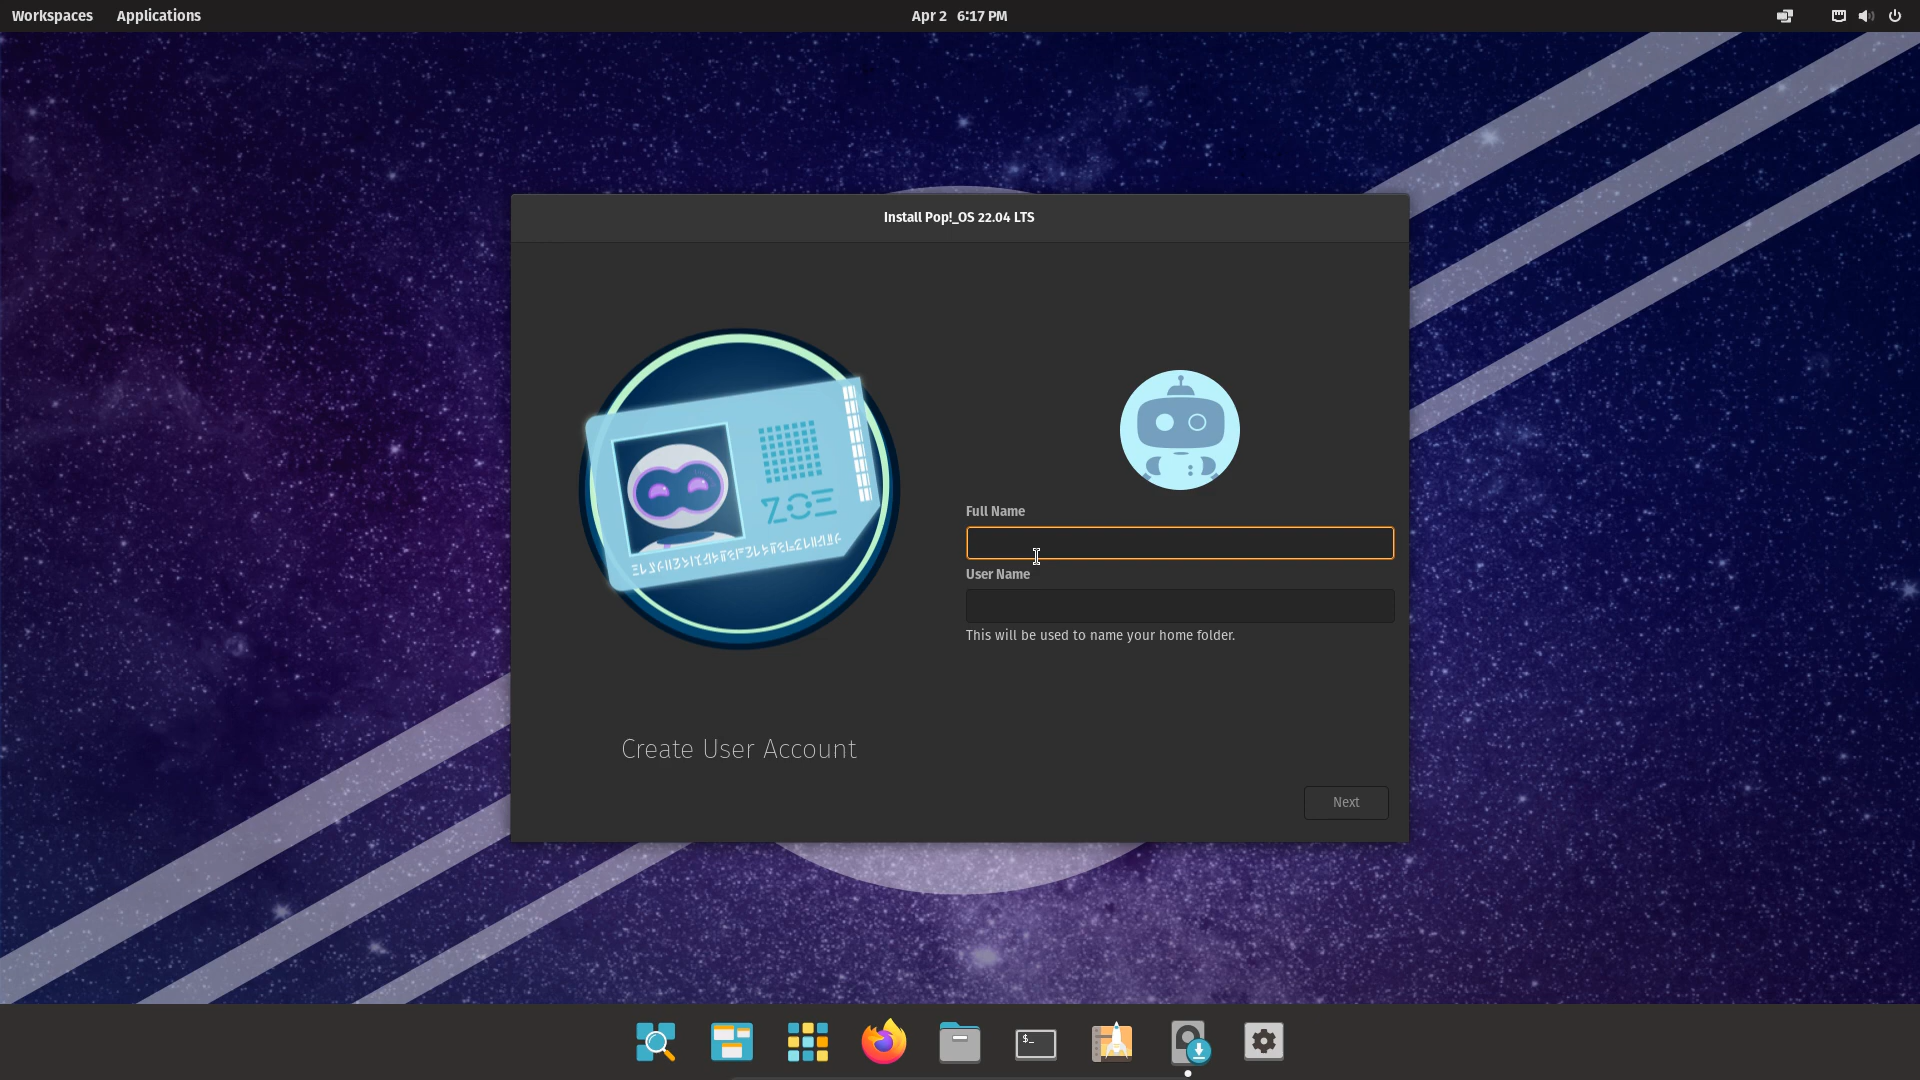 Workspaces
Applications
Apr 2 6:17 PM
Install Pop!_OS 22.04 LTS
ZOE
Full Name
User Name
This will be used to name your home folder.
Create User Account
Next
$_